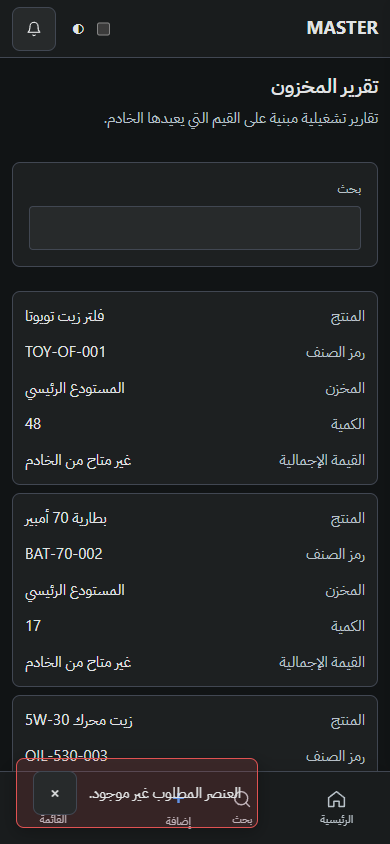 MASTER
تقرير المخزون
تقارير تشغيلية مبنية على القيم التي يعيدها الخادم.
بحث
المنتج فلتر زيت تويوتا
رمز الصنف TOY-OF-001
المخزن المستودع الرئيسي
الكمية 48
القيمة الإجمالية غير متاح من الخادم
المنتج بطارية 70 أمبير
رمز الصنف BAT-70-002
المخزن المستودع الرئيسي
الكمية 17
القيمة الإجمالية غير متاح من الخادم
المنتج زيت محرك 5W-30
رمز الصنف OIL-530-003
العنصر المطلوب غير موجود. ×
الرئيسية بحث إضافة القائمة